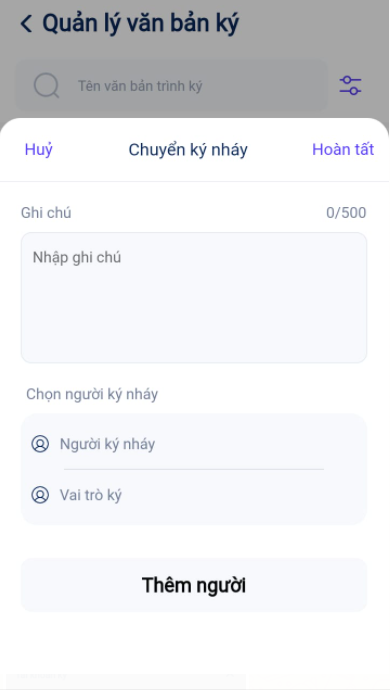 Quản lý văn bản ký
Tên văn bản trình ký
Huỷ
Chuyển ký nháy
Hoàn tất
Ghi chú
0/500
Nhập ghi chú
Chọn người ký nháy
Người ký nháy
Vai trò ký
Thêm người